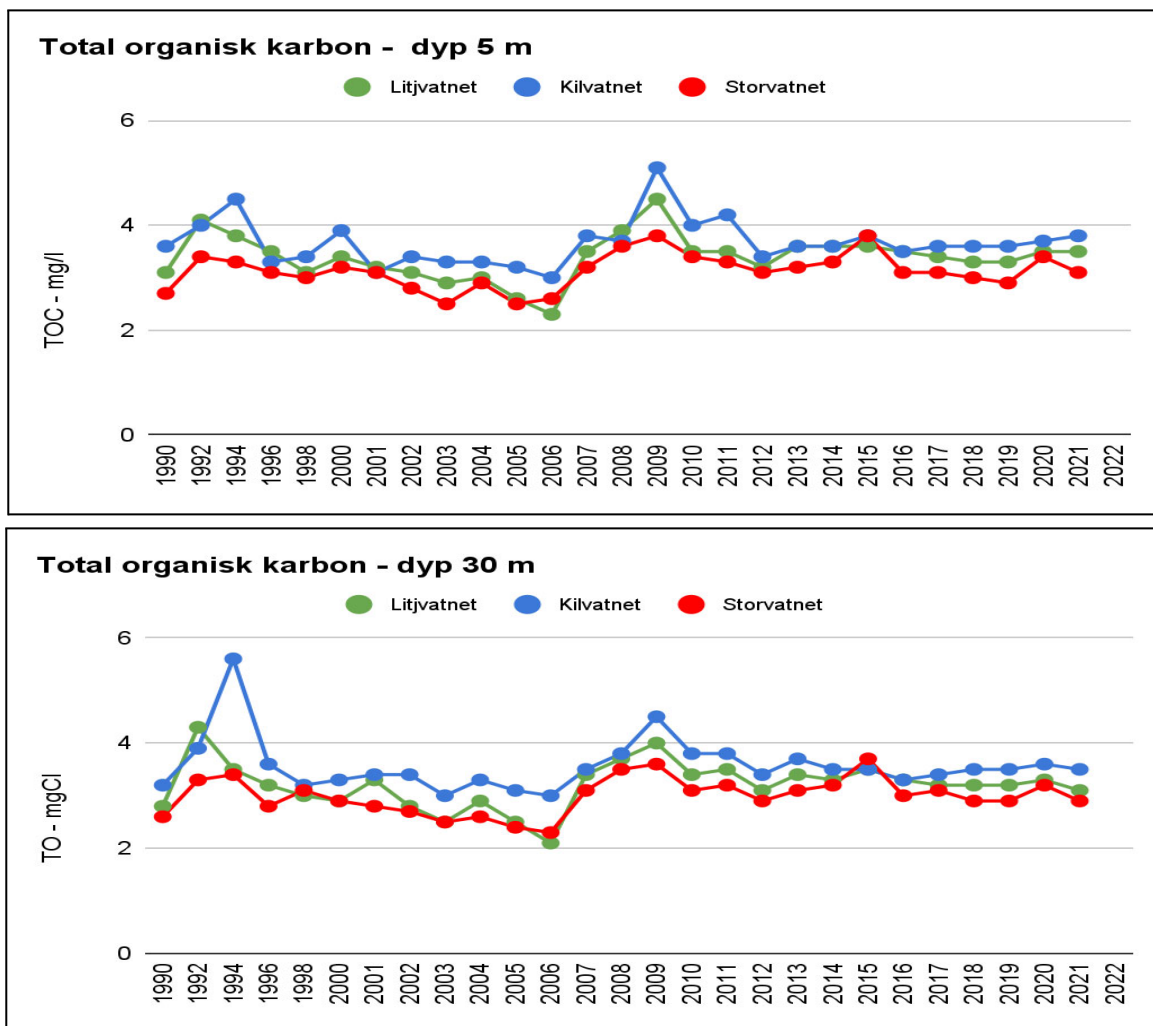 Total organisk karbon - dyp 5 m
Litjvatnet Kilvatnet Storvatnet
6
4
2
0
TOC - mg/l
1990 1992 1994 1996 1998 2000 2001 2002 2003 2004 2005 2006 2007 2008 2009 2010 2011 2012 2013 2014 2015 2016 2017 2018 2019 2020 2021 2022
Total organisk karbon - dyp 30 m
Litjvatnet Kilvatnet Storvatnet
6
4
2
0
TO - mgCl
1990 1992 1994 1996 1998 2000 2001 2002 2003 2004 2005 2006 2007 2008 2009 2010 2011 2012 2013 2014 2015 2016 2017 2018 2019 2020 2021 2022